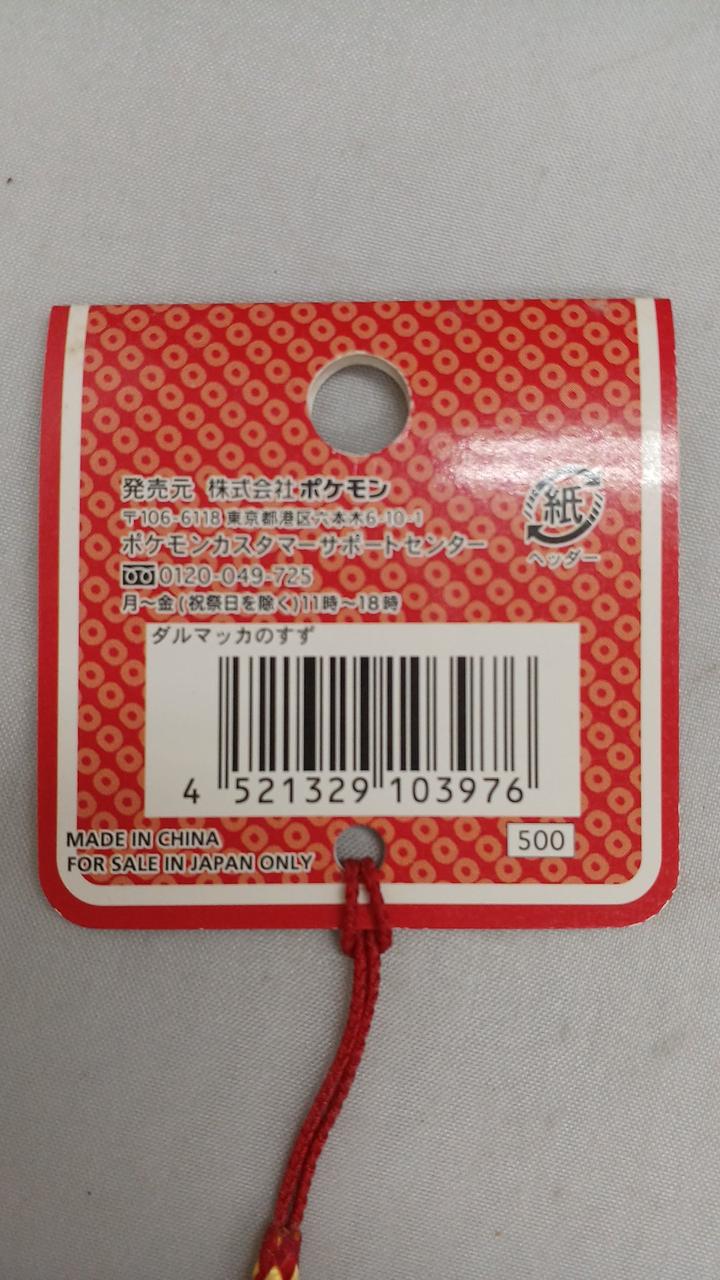 発売元 株式会社ポケモン
〒106-6118 東京都港区六本木6-10-1
ポケモンカスタマーサポートセンター
0120-049-725
月〜金(祝祭日を除く)11時〜18時
紙
ヘッダー
ダルマッカのすず
4 521329 103976
MADE IN CHINA
FOR SALE IN JAPAN ONLY
500